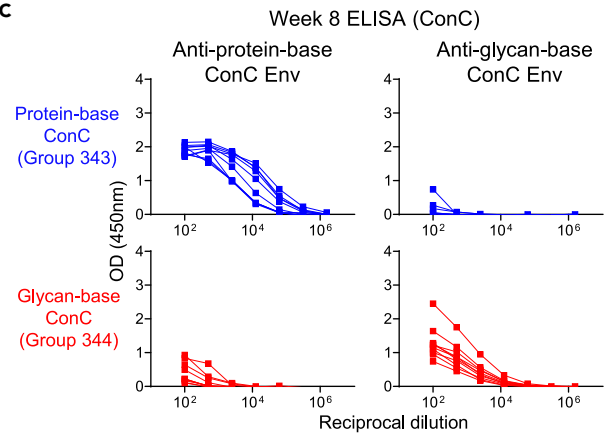 C
Week 8 ELISA (ConC)
Anti-protein-base
ConC Env
Anti-glycan-base
ConC Env
Protein-base
ConC
(Group 343)
Glycan-base
ConC
(Group 344)
OD (450nm)
4
3
2
1
0
10² 10⁴ 10⁶
4
3
2
1
0
10² 10⁴ 10⁶
4
3
2
1
0
10² 10⁴ 10⁶
4
3
2
1
0
10² 10⁴ 10⁶
Reciprocal dilution